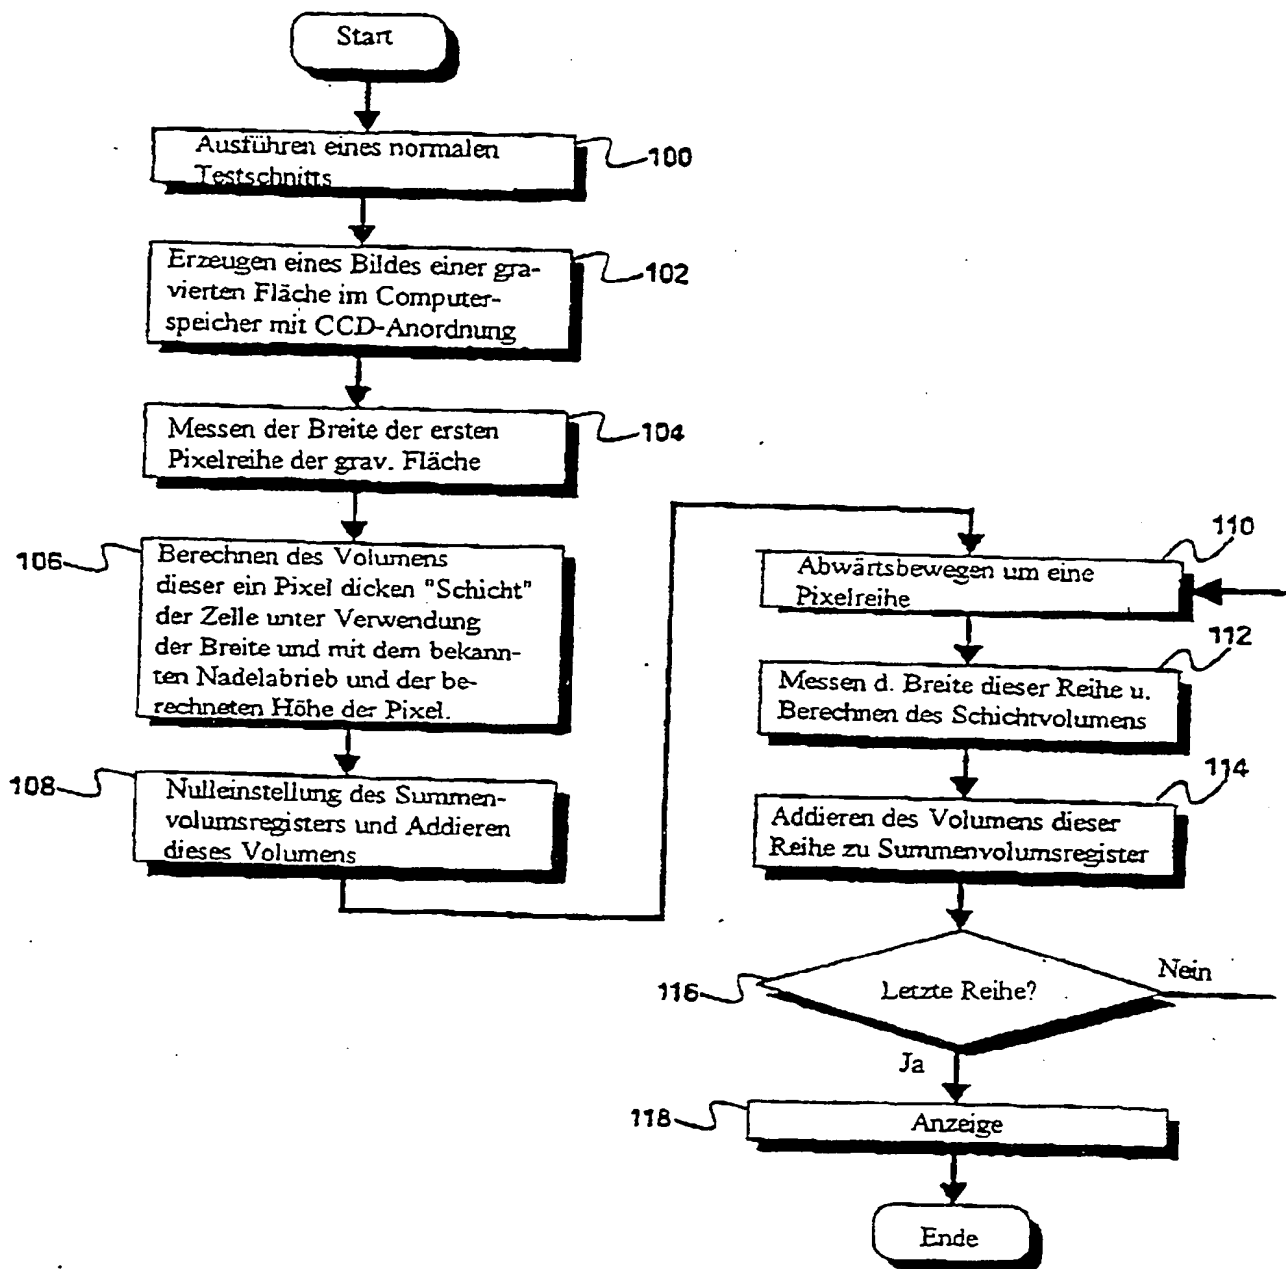 Start
Ausführen eines normalen
Testschnitts
100
Erzeugen eines Bildes einer gra-
vierten Fläche im Computer-
speicher mit CCD-Anordnung
102
Messen der Breite der ersten
Pixelreihe der grav. Fläche
104
106
Berechnen des Volumens
dieser ein Pixel dicken "Schicht"
der Zelle unter Verwendung
der Breite und mit dem bekann-
ten Nadelabrieb und der be-
rechneten Höhe der Pixel.
108
Nulleinstellung des Summen-
volumsregisters und Addieren
dieses Volumens
110
Abwärtsbewegen um eine
Pixelreihe
112
Messen d. Breite dieser Reihe u.
Berechnen des Schichtvolumens
114
Addieren des Volumens dieser
Reihe zu Summenvolumsregister
116
Letzte Reihe?
Nein
Ja
118
Anzeige
Ende